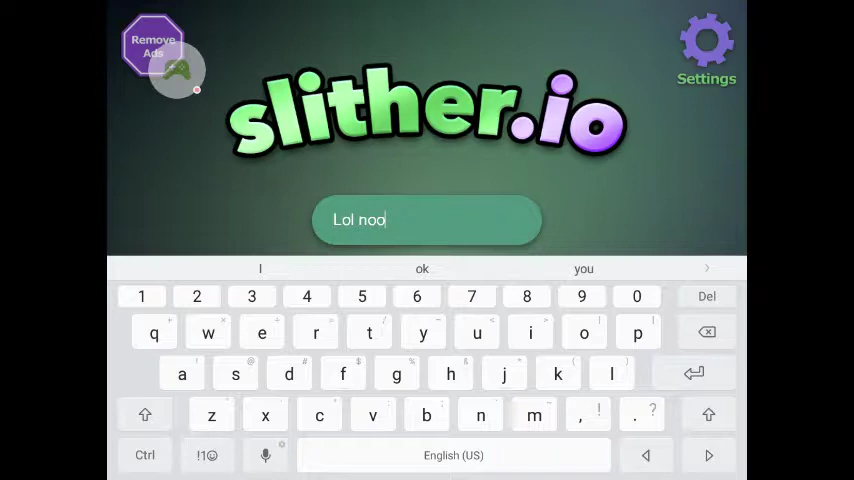 Remove
Ads
Settings
slither.io
Lol noo
I ok you
1 2 3 4 5 6 7 8 9 0 Del
q w e r t y u i o p
a s d f g h j k l
z x c v b n m , ! . ?
Ctrl !1☺ English (US)